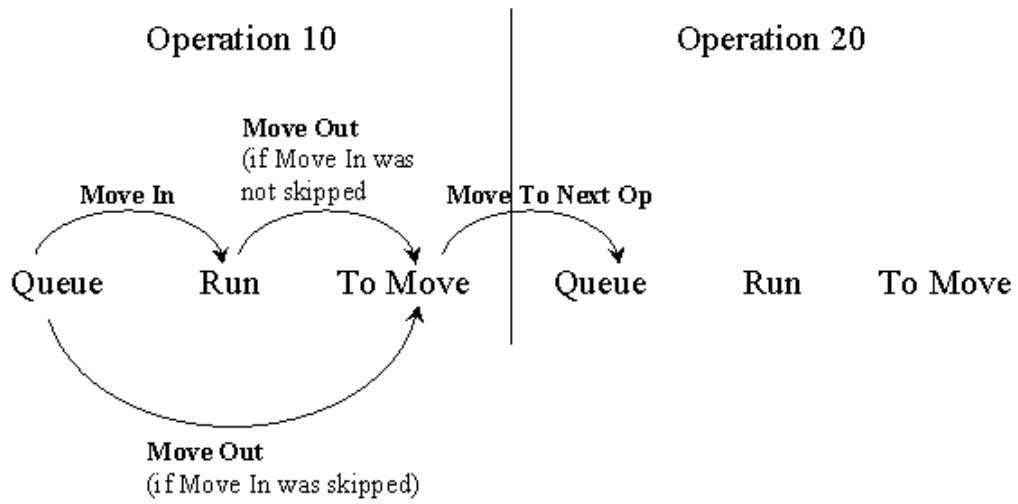 Operation 10
Operation 20
Move Out
(if Move In was
not skipped
Move In
Move To Next Op
Queue
Run
To Move
Queue
Run
To Move
Move Out
(if Move In was skipped)